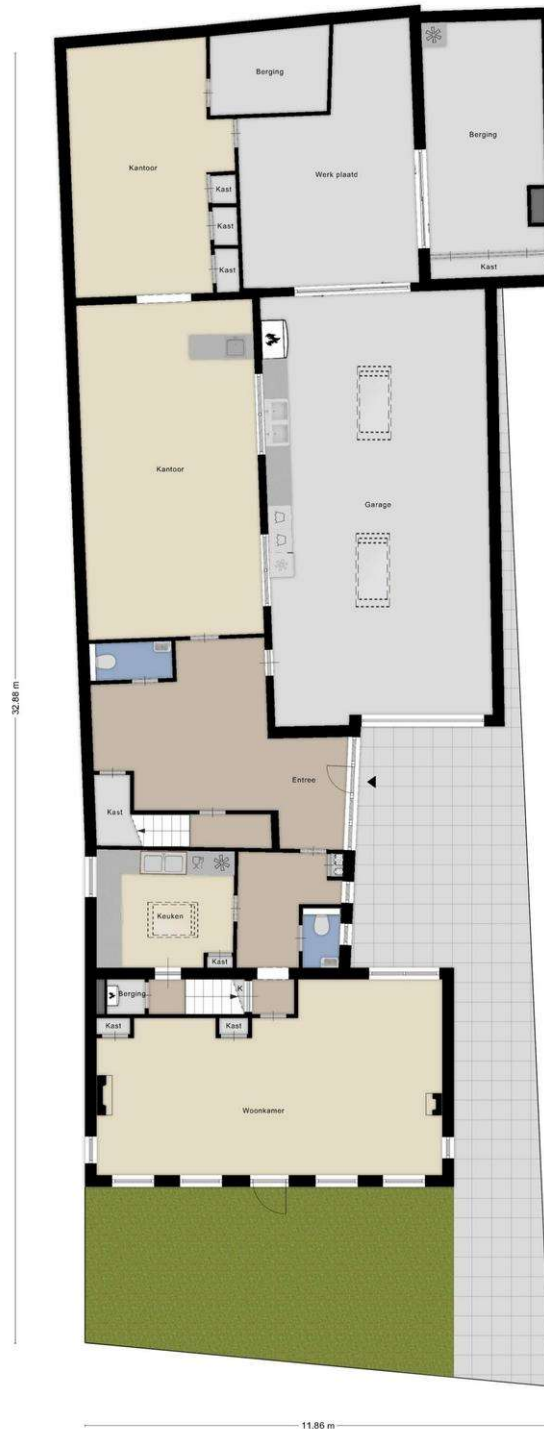 Berging
Berging
Kantoor
Werk plaatd
Kast
Kast
Kast
Kast
Kantoor
Garage
32.88 m
Entree
Kast
Keuken
Kast
K
Berging
Kast
Kast
Woonkamer
11.86 m